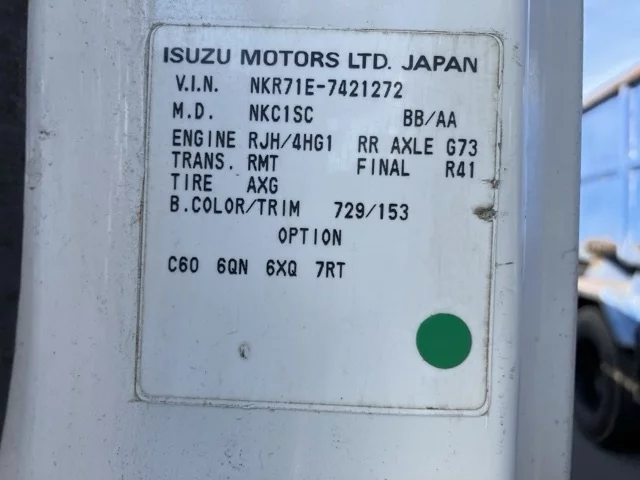 ISUZU MOTORS LTD. JAPAN
V.I.N. NKR71E-7421272
M.D. NKC1SC BB/AA
ENGINE RJH/4HG1 RR AXLE G73
TRANS. RMT FINAL R41
TIRE AXG
B.COLOR/TRIM 729/153
OPTION
C60 6QN 6XQ 7RT